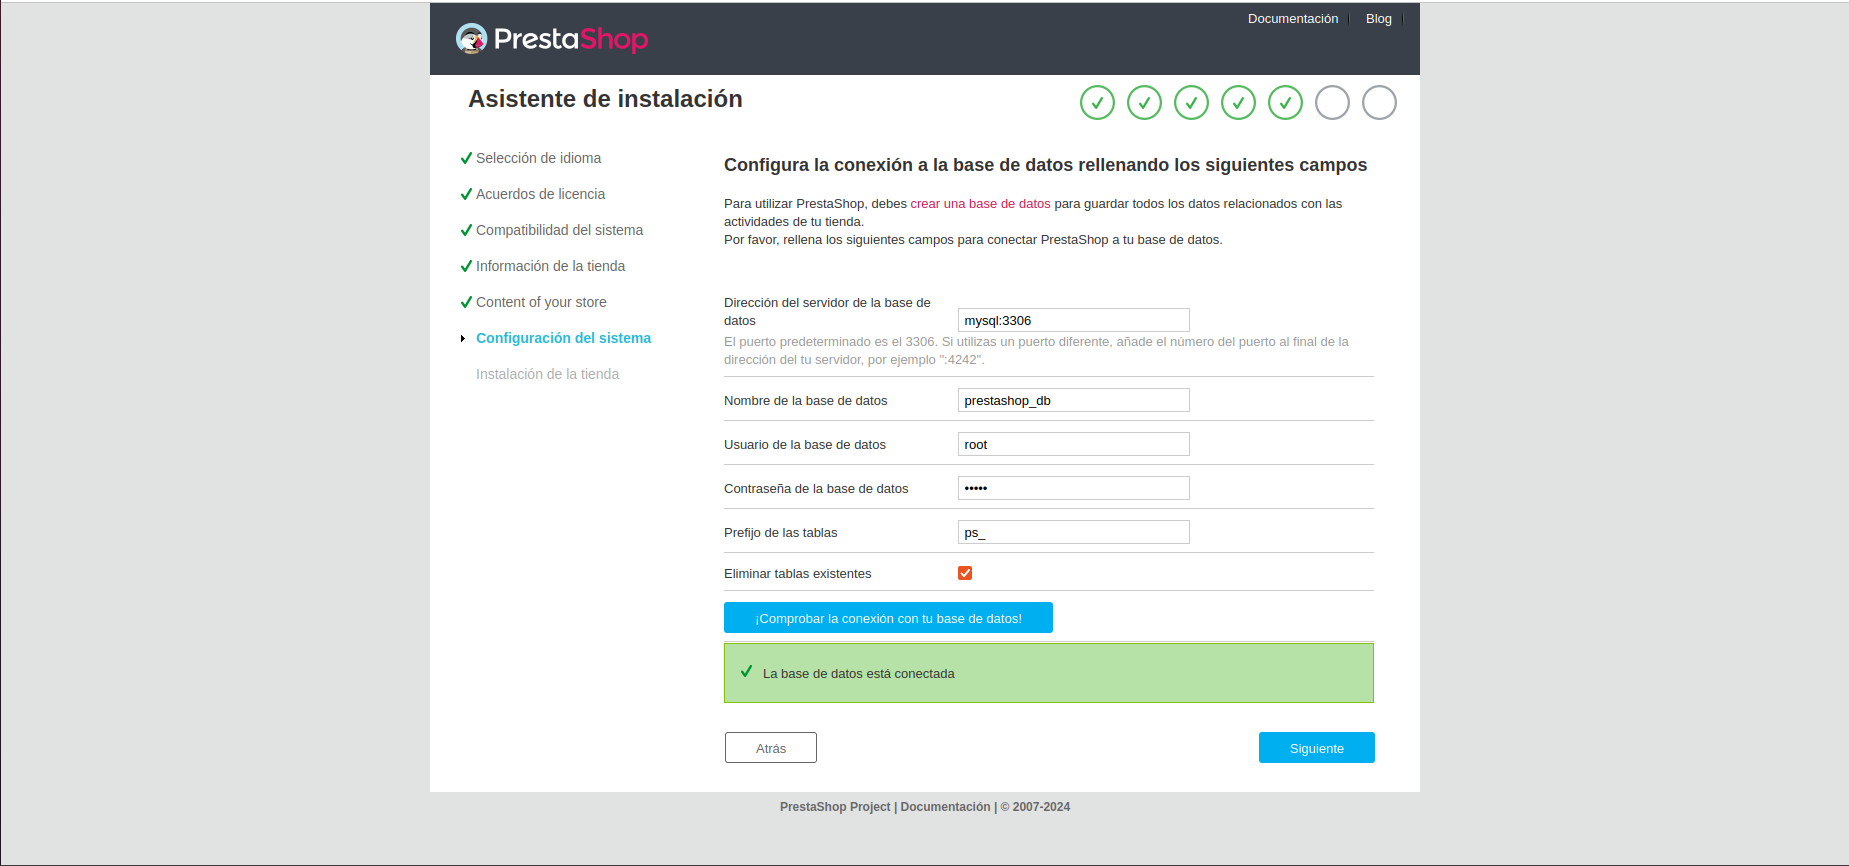 Documentación
Blog
PrestaShop
Asistente de instalación
Selección de idioma
Acuerdos de licencia
Compatibilidad del sistema
Información de la tienda
Content of your store
Configuración del sistema
Instalación de la tienda
Configura la conexión a la base de datos rellenando los siguientes campos
Para utilizar PrestaShop, debes crear una base de datos para guardar todos los datos relacionados con las
actividades de tu tienda.
Por favor, rellena los siguientes campos para conectar PrestaShop a tu base de datos.
Dirección del servidor de la base de
datos
mysql:3306
El puerto predeterminado es el 3306. Si utilizas un puerto diferente, añade el número del puerto al final de la
dirección del tu servidor, por ejemplo ":4242".
Nombre de la base de datos
prestashop_db
Usuario de la base de datos
root
Contraseña de la base de datos
•••••
Prefijo de las tablas
ps_
Eliminar tablas existentes
¡Comprobar la conexión con tu base de datos!
La base de datos está conectada
Atrás
Siguiente
PrestaShop Project | Documentación | © 2007-2024